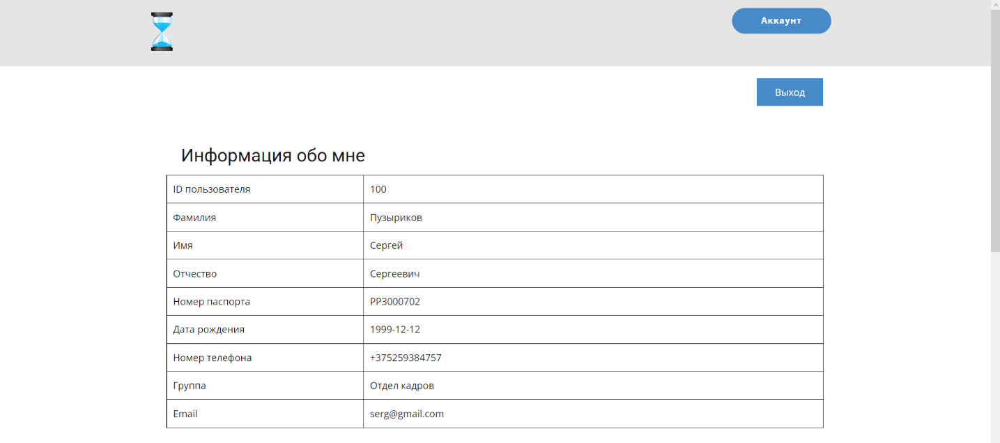 Аккаунт
Выход
Информация обо мне
ID пользователя 100
Фамилия Пузыриков
Имя Сергей
Отчество Сергеевич
Номер паспорта PP3000702
Дата рождения 1999-12-12
Номер телефона +375259384757
Группа Отдел кадров
Email serg@gmail.com